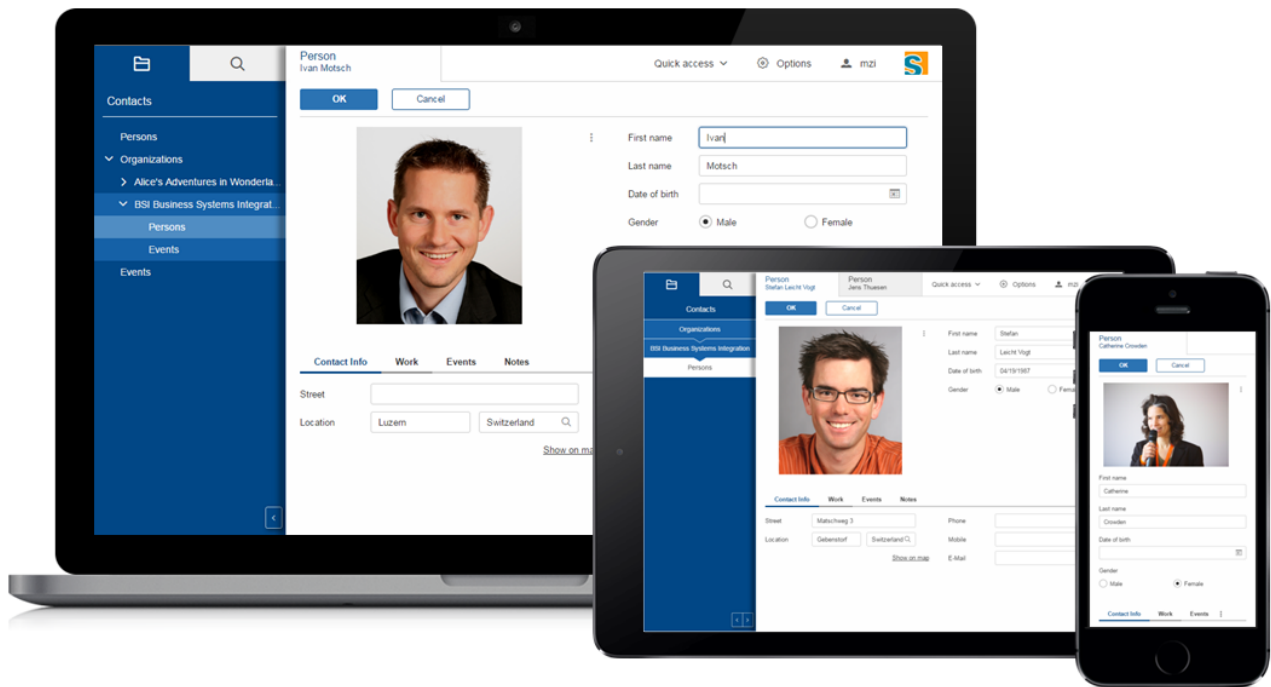 Person
Ivan Motsch
Quick access
Options
mzi
S
Contacts
OK
Cancel
Persons
Organizations
Alice's Adventures in Wonderla...
BSI Business Systems Integrat...
Persons
Events
Events
First name
Ivan
Last name
Motsch
Date of birth
Gender
Male
Female
Contact Info
Work
Events
Notes
Street
Location
Luzern
Switzerland
Show on ma
Person
Stefan Leicht Vogt
Person
Jens Thuesen
Quick access
Options
mzi
Contacts
Organizations
BSI Business Systems Integration
Persons
OK
Cancel
First name
Stefan
Last name
Leicht Vogt
Date of birth
04/19/1987
Gender
Male
Fema
Contact Info
Work
Events
Notes
Street
Matschweg 3
Location
Gebenstorf
Switzerland
Show on map
Phone
Mobile
E-Mail
Person
Catherine Crowden
OK
Cancel
First name
Catherine
Last name
Crowden
Date of birth
Gender
Male
Female
Contact Info
Work
Events